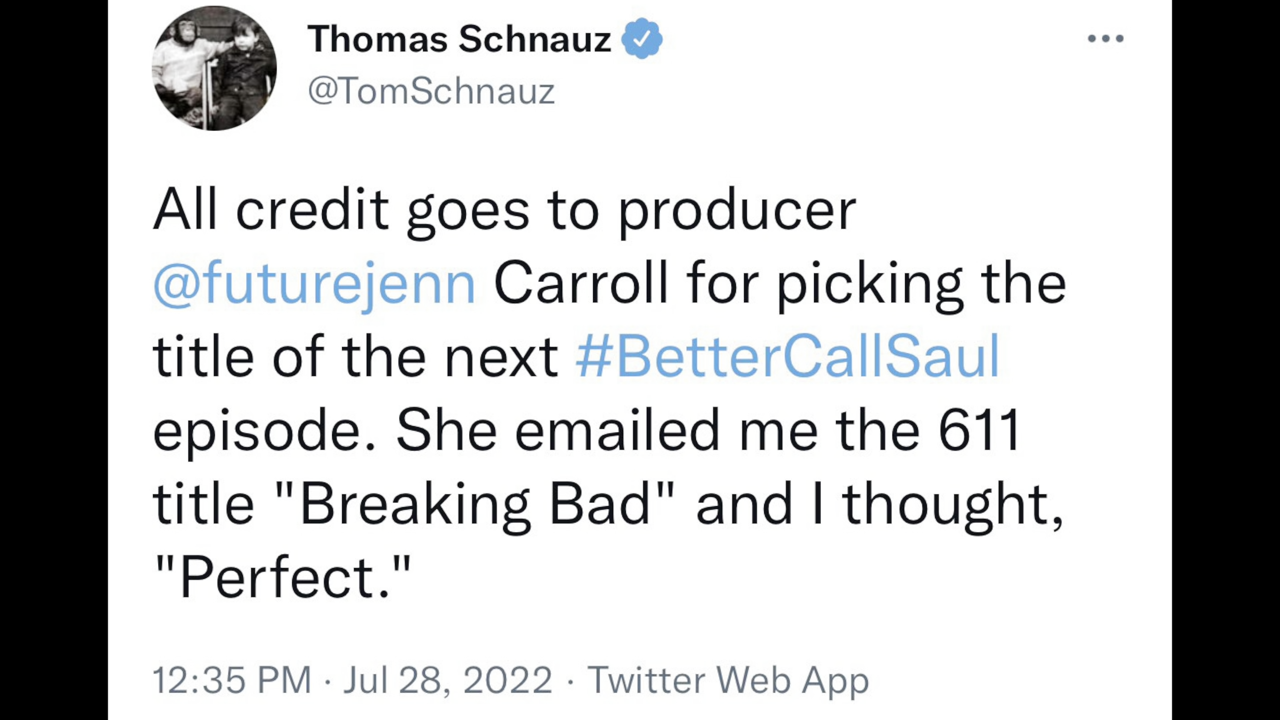 Thomas Schnauz
@TomSchnauz
All credit goes to producer
@futurejenn Carroll for picking the
title of the next #BetterCallSaul
episode. She emailed me the 611
title "Breaking Bad" and I thought,
"Perfect."
12:35 PM · Jul 28, 2022 · Twitter Web App